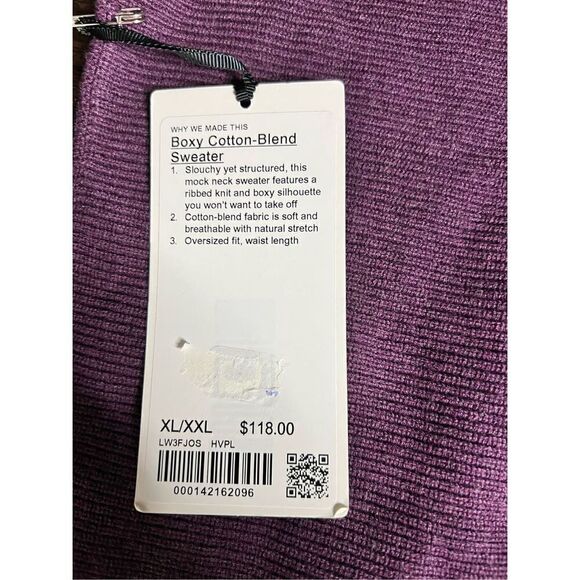 WHY WE MADE THIS
Boxy Cotton-Blend
Sweater
1. Slouchy yet structured, this
mock neck sweater features a
ribbed knit and boxy silhouette
you won't want to take off
2. Cotton-blend fabric is soft and
breathable with natural stretch
3. Oversized fit, waist length
XL/XXL $118.00
LW3FJOS HVPL
000142162096